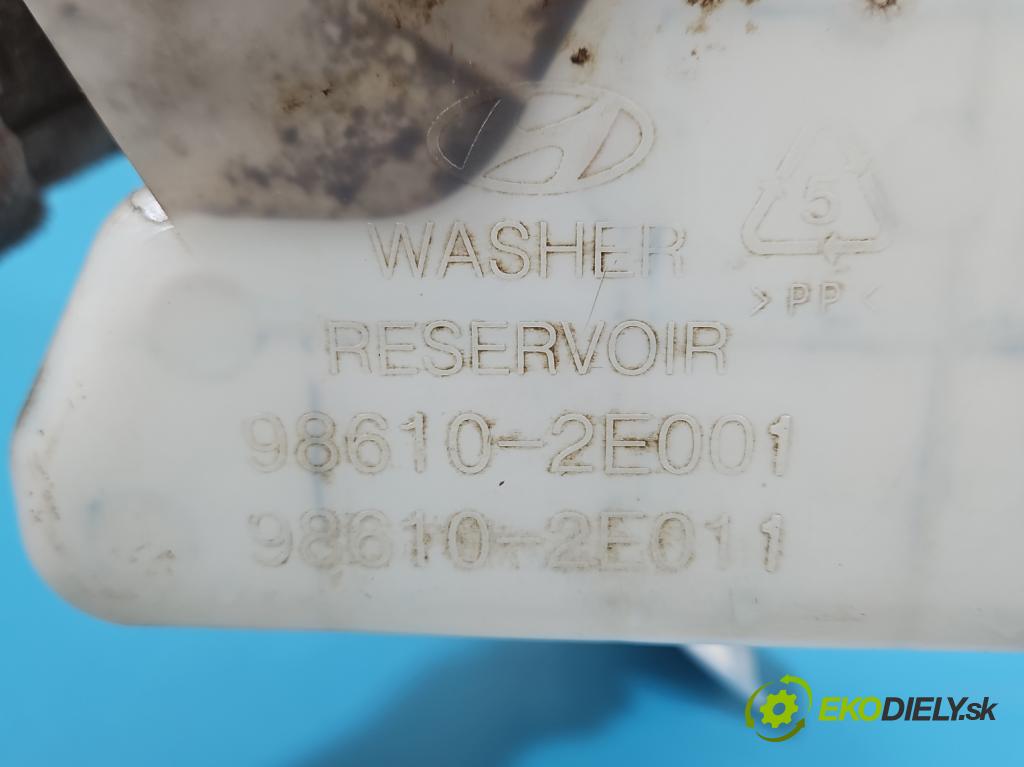 WASHER
5
>PP<
RESERVOIR
98610-2E001
98610-2E011
EKODIELY.sk